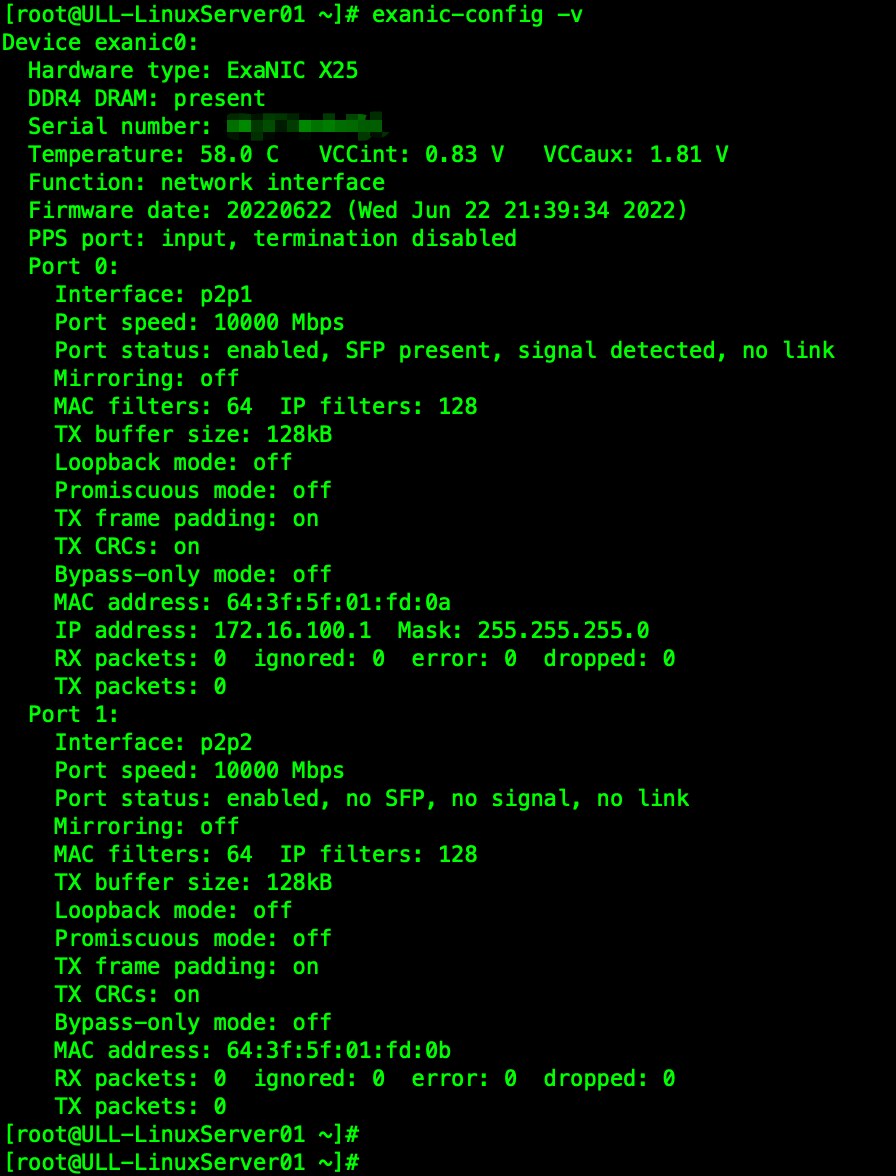 [root@ULL-LinuxServer01 ~]# exanic-config -v
Device exanic0:
  Hardware type: ExaNIC X25
  DDR4 DRAM: present
  Serial number:
  Temperature: 58.0 C   VCCint: 0.83 V   VCCaux: 1.81 V
  Function: network interface
  Firmware date: 20220622 (Wed Jun 22 21:39:34 2022)
  PPS port: input, termination disabled
  Port 0:
    Interface: p2p1
    Port speed: 10000 Mbps
    Port status: enabled, SFP present, signal detected, no link
    Mirroring: off
    MAC filters: 64  IP filters: 128
    TX buffer size: 128kB
    Loopback mode: off
    Promiscuous mode: off
    TX frame padding: on
    TX CRCs: on
    Bypass-only mode: off
    MAC address: 64:3f:5f:01:fd:0a
    IP address: 172.16.100.1  Mask: 255.255.255.0
    RX packets: 0  ignored: 0  error: 0  dropped: 0
    TX packets: 0
  Port 1:
    Interface: p2p2
    Port speed: 10000 Mbps
    Port status: enabled, no SFP, no signal, no link
    Mirroring: off
    MAC filters: 64  IP filters: 128
    TX buffer size: 128kB
    Loopback mode: off
    Promiscuous mode: off
    TX frame padding: on
    TX CRCs: on
    Bypass-only mode: off
    MAC address: 64:3f:5f:01:fd:0b
    RX packets: 0  ignored: 0  error: 0  dropped: 0
    TX packets: 0
[root@ULL-LinuxServer01 ~]#
[root@ULL-LinuxServer01 ~]#